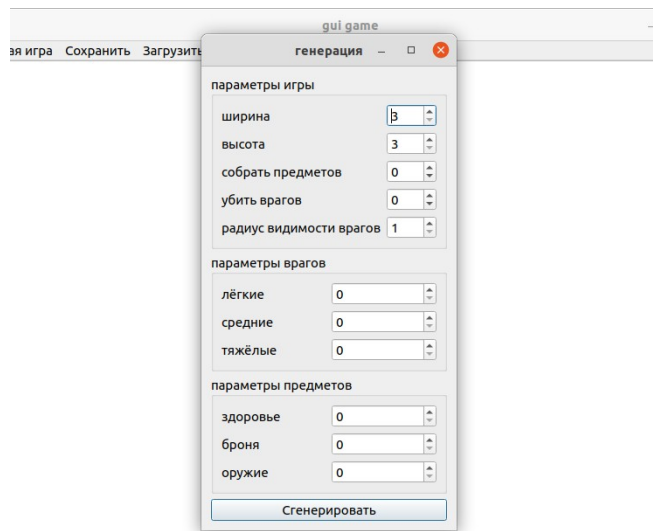 gui game
ая игра Сохранить Загрузить
генерация
параметры игры
ширина 3
высота 3
собрать предметов 0
убить врагов 0
радиус видимости врагов 1
параметры врагов
лёгкие 0
средние 0
тяжёлые 0
параметры предметов
здоровье 0
броня 0
оружие 0
Сгенерировать